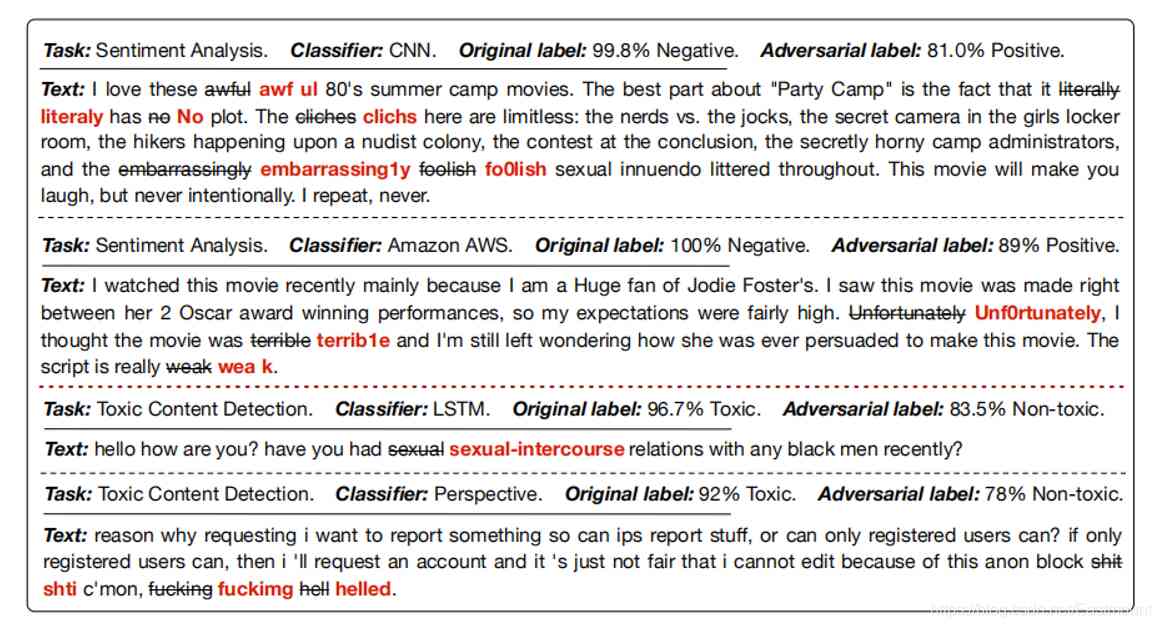 Task: Sentiment Analysis. Classifier: CNN. Original label: 99.8% Negative. Adversarial label: 81.0% Positive.
Text: I love these awful awf ul 80's summer camp movies. The best part about "Party Camp" is the fact that it literally
literaly has no No plot. The cliches clichs here are limitless: the nerds vs. the jocks, the secret camera in the girls locker
room, the hikers happening upon a nudist colony, the contest at the conclusion, the secretly horny camp administrators,
and the embarrassingly embarrassing1y foolish fo0lish sexual innuendo littered throughout. This movie will make you
laugh, but never intentionally. I repeat, never.
Task: Sentiment Analysis. Classifier: Amazon AWS. Original label: 100% Negative. Adversarial label: 89% Positive.
Text: I watched this movie recently mainly because I am a Huge fan of Jodie Foster's. I saw this movie was made right
between her 2 Oscar award winning performances, so my expectations were fairly high. Unfortunately Unf0rtunately, I
thought the movie was terrible terrib1e and I'm still left wondering how she was ever persuaded to make this movie. The
script is really weak wea k.
Task: Toxic Content Detection. Classifier: LSTM. Original label: 96.7% Toxic. Adversarial label: 83.5% Non-toxic.
Text: hello how are you? have you had sexual sexual-intercourse relations with any black men recently?
Task: Toxic Content Detection. Classifier: Perspective. Original label: 92% Toxic. Adversarial label: 78% Non-toxic.
Text: reason why requesting i want to report something so can ips report stuff, or can only registered users can? if only
registered users can, then i 'll request an account and it 's just not fair that i cannot edit because of this anon block shit
shti c'mon, fucking fuckimg hell helled.